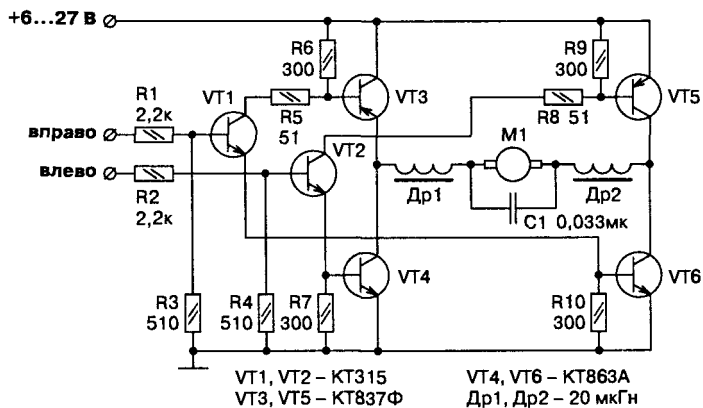 +6...27 В
R6
300
R9
300
R1
2,2к
VT1
VT3
VT5
R5
51
R8 51
вправо
VT2
M1
влево
R2
2,2к
Др1
Др2
C1 0,033мк
VT4
VT6
R3
510
R4
510
R7
300
R10
300
VT1, VT2 – КТ315
VT3, VT5 – КТ837Ф
VT4, VT6 – КТ863А
Др1, Др2 – 20 мкГн